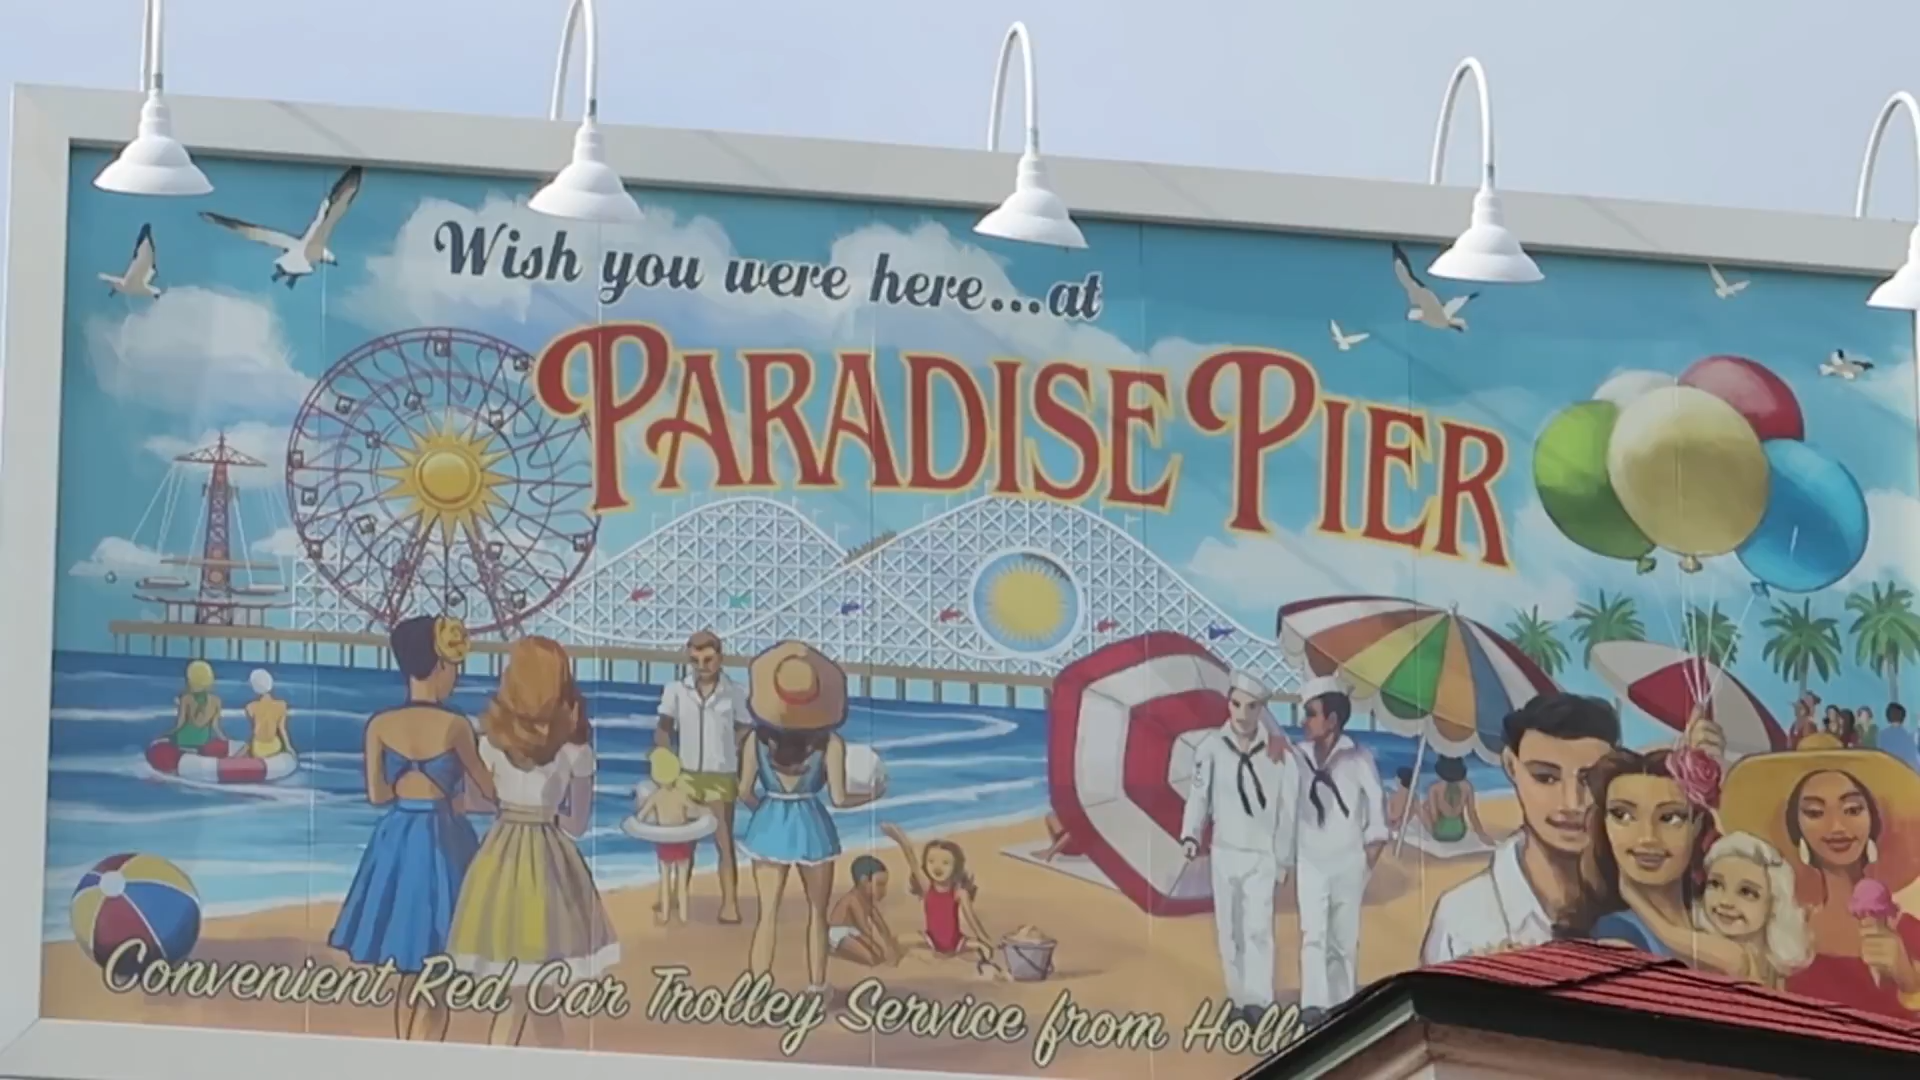 Wish you were here...at
PARADISE PIER
Convenient Red Car Trolley Service from